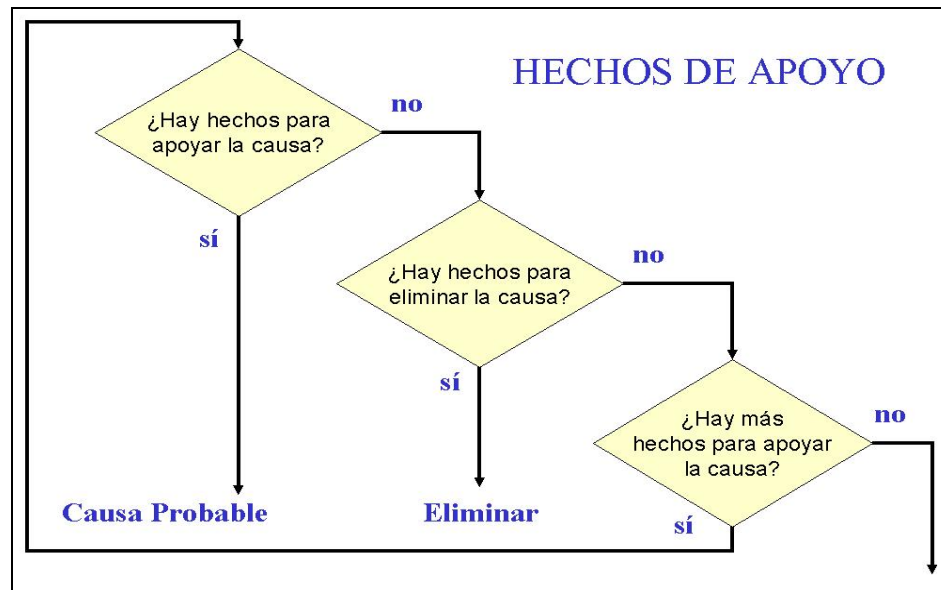 HECHOS DE APOYO
¿Hay hechos para
apoyar la causa?
no
sí
¿Hay hechos para
eliminar la causa?
no
sí
¿Hay más
hechos para apoyar
la causa?
no
sí
Causa Probable
Eliminar